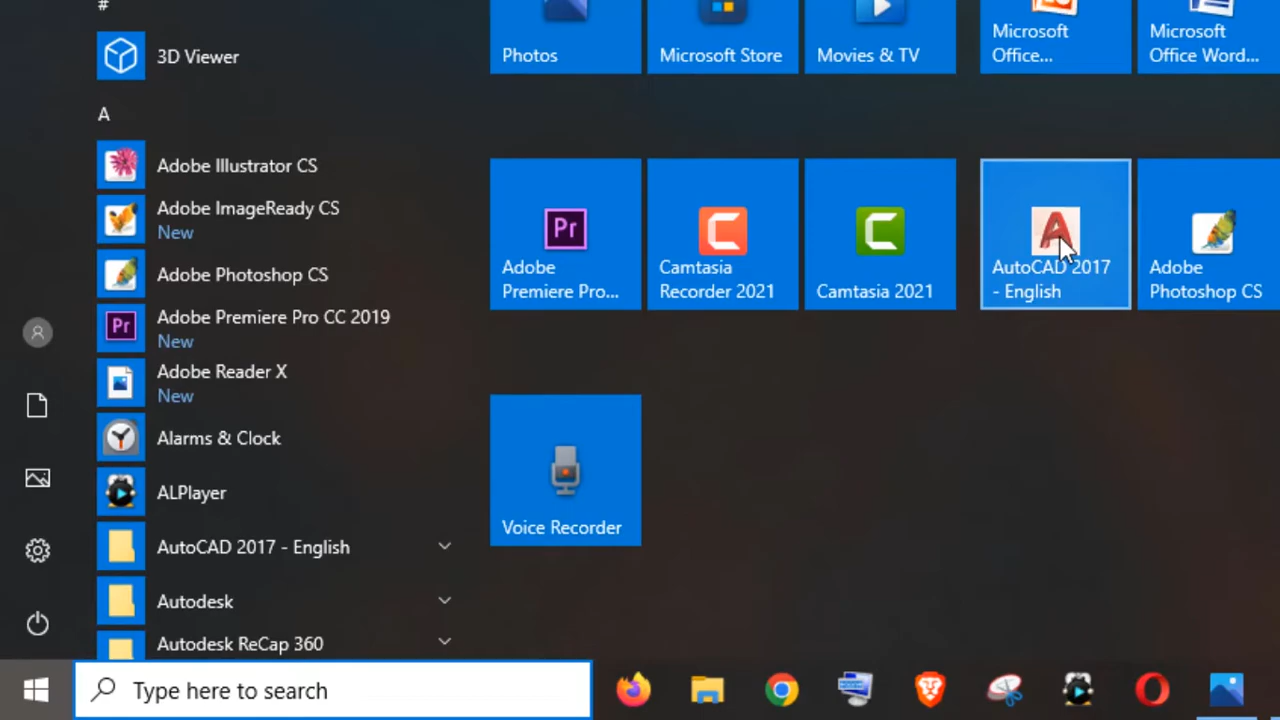 #
3D Viewer
A
Adobe Illustrator CS
Adobe ImageReady CS
New
Adobe Photoshop CS
Pr
Adobe Premiere Pro CC 2019
New
Adobe Reader X
New
Alarms & Clock
ALPlayer
AutoCAD 2017 - English
Autodesk
Autodesk ReCap 360
Photos
Microsoft Store
Movies & TV
Microsoft
Office...
Microsoft
Office Word...
Pr
Adobe
Premiere Pro...
Camtasia
Recorder 2021
Camtasia 2021
AutoCAD 2017
- English
Adobe
Photoshop CS
Voice Recorder
Type here to search